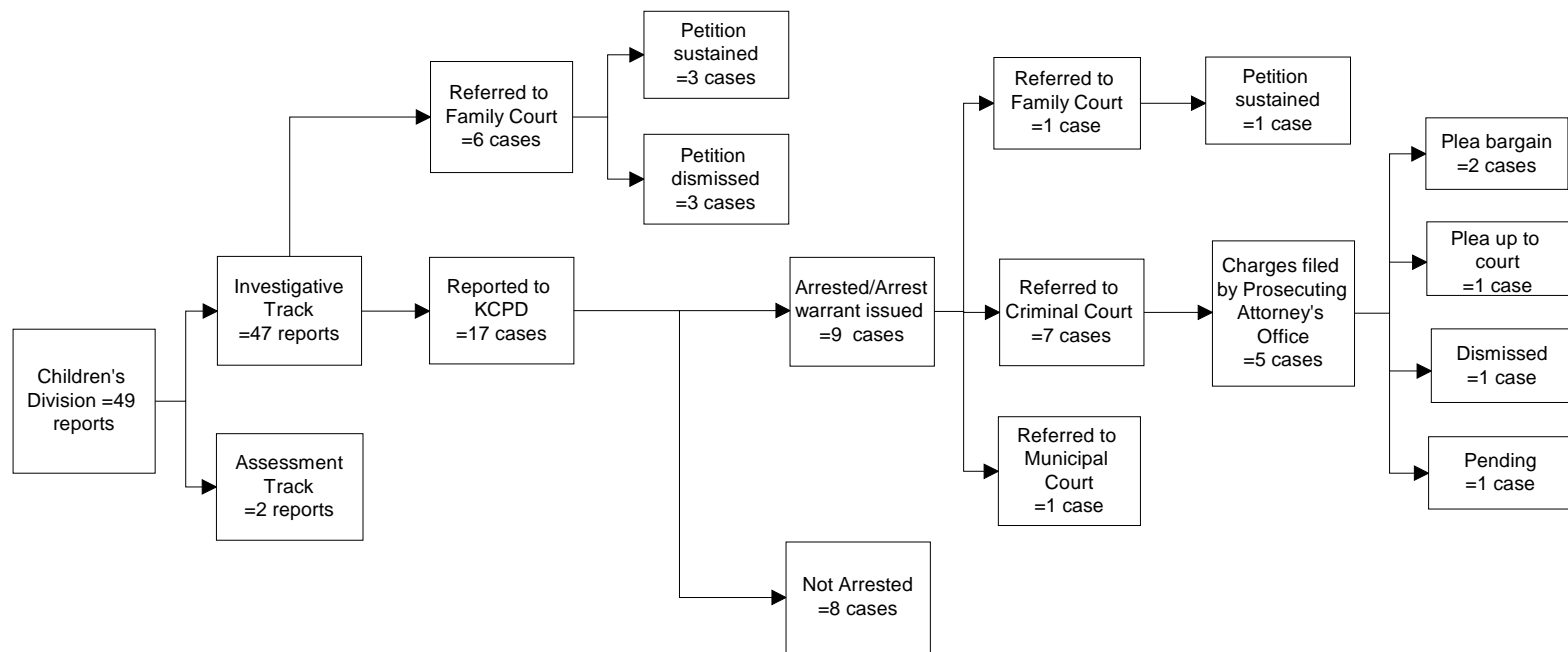 Children's
Division =49
reports
Investigative
Track
=47 reports
Assessment
Track
=2 reports
Referred to
Family Court
=6 cases
Petition
sustained
=3 cases
Petition
dismissed
=3 cases
Reported to
KCPD
=17 cases
Arrested/Arrest
warrant issued
=9 cases
Not Arrested
=8 cases
Referred to
Family Court
=1 case
Petition
sustained
=1 case
Referred to
Criminal Court
=7 cases
Referred to
Municipal
Court
=1 case
Charges filed
by Prosecuting
Attorney's
Office
=5 cases
Plea bargain
=2 cases
Plea up to
court
=1 case
Dismissed
=1 case
Pending
=1 case